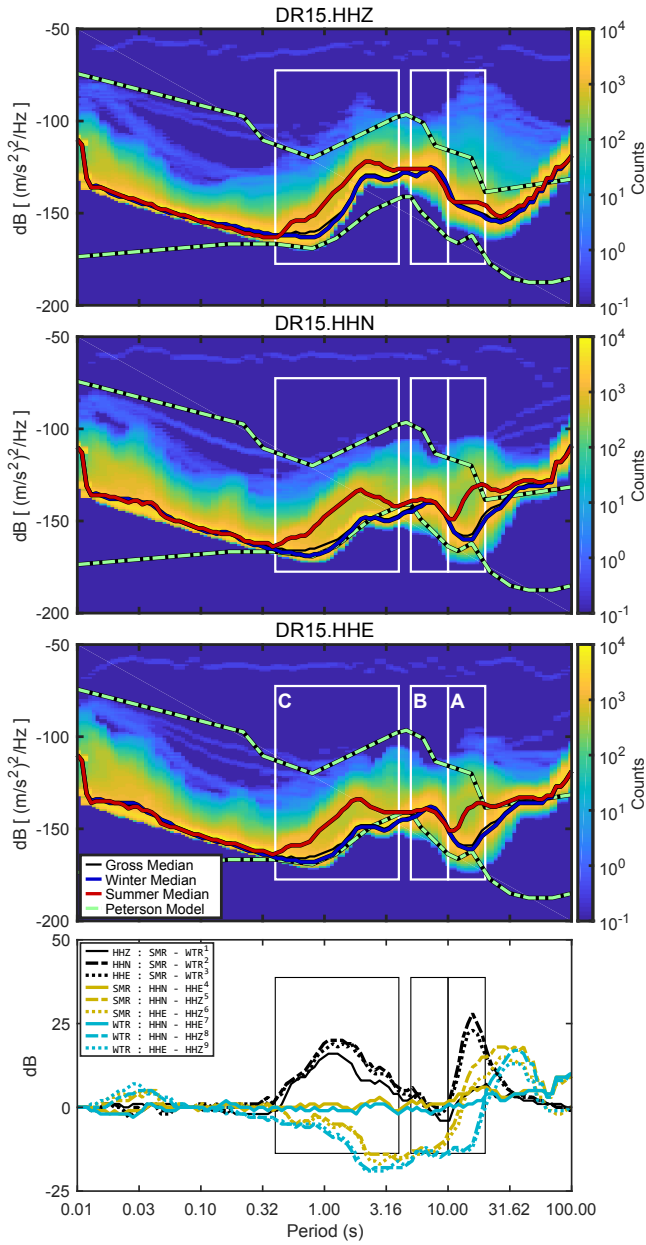 DR15.HHZ
-50
-100
-150
-200
dB [ (m/s²)²/Hz]
10⁴
10³
10²
10¹
10⁰
10⁻¹
Counts
DR15.HHN
-50
-100
-150
-200
dB [ (m/s²)²/Hz]
10⁴
10³
10²
10¹
10⁰
10⁻¹
Counts
DR15.HHE
-50
-100
-150
-200
dB [ (m/s²)²/Hz]
C
B
A
Gross Median
Winter Median
Summer Median
Peterson Model
10⁴
10³
10²
10¹
10⁰
10⁻¹
Counts
50
25
0
-25
dB
HHZ : SMR - WTR¹
HHN : SMR - WTR²
HHE : SMR - WTR³
SMR : HHN - HHE⁴
SMR : HHN - HHZ⁵
SMR : HHE - HHZ⁶
WTR : HHN - HHE⁷
WTR : HHN - HHZ⁸
WTR : HHE - HHZ⁹
0.01 0.03 0.10 0.32 1.00 3.16 10.00 31.62 100.00
Period (s)